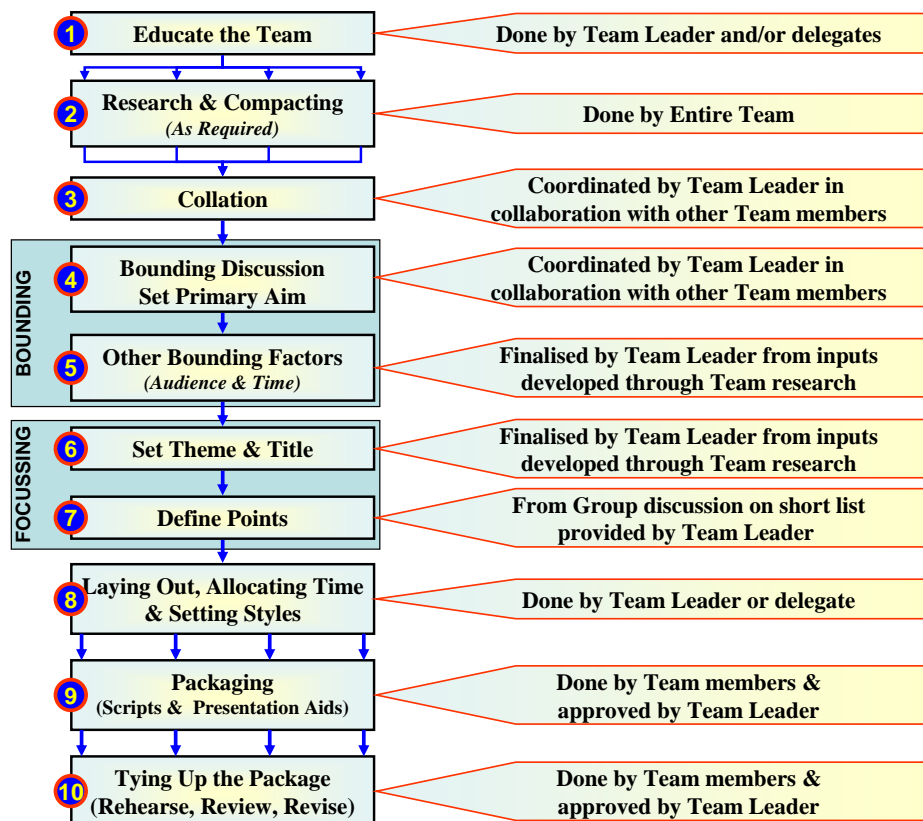 1
Educate the Team
Done by Team Leader and/or delegates
2
Research & Compacting
(As Required)
Done by Entire Team
3
Collation
Coordinated by Team Leader in
collaboration with other Team members
BOUNDING
4
Bounding Discussion
Set Primary Aim
Coordinated by Team Leader in
collaboration with other Team members
5
Other Bounding Factors
(Audience & Time)
Finalised by Team Leader from inputs
developed through Team research
FOCUSSING
6
Set Theme & Title
Finalised by Team Leader from inputs
developed through Team research
7
Define Points
From Group discussion on short list
provided by Team Leader
8
Laying Out, Allocating Time
& Setting Styles
Done by Team Leader or delegate
9
Packaging
(Scripts & Presentation Aids)
Done by Team members &
approved by Team Leader
10
Tying Up the Package
(Rehearse, Review, Revise)
Done by Team members &
approved by Team Leader